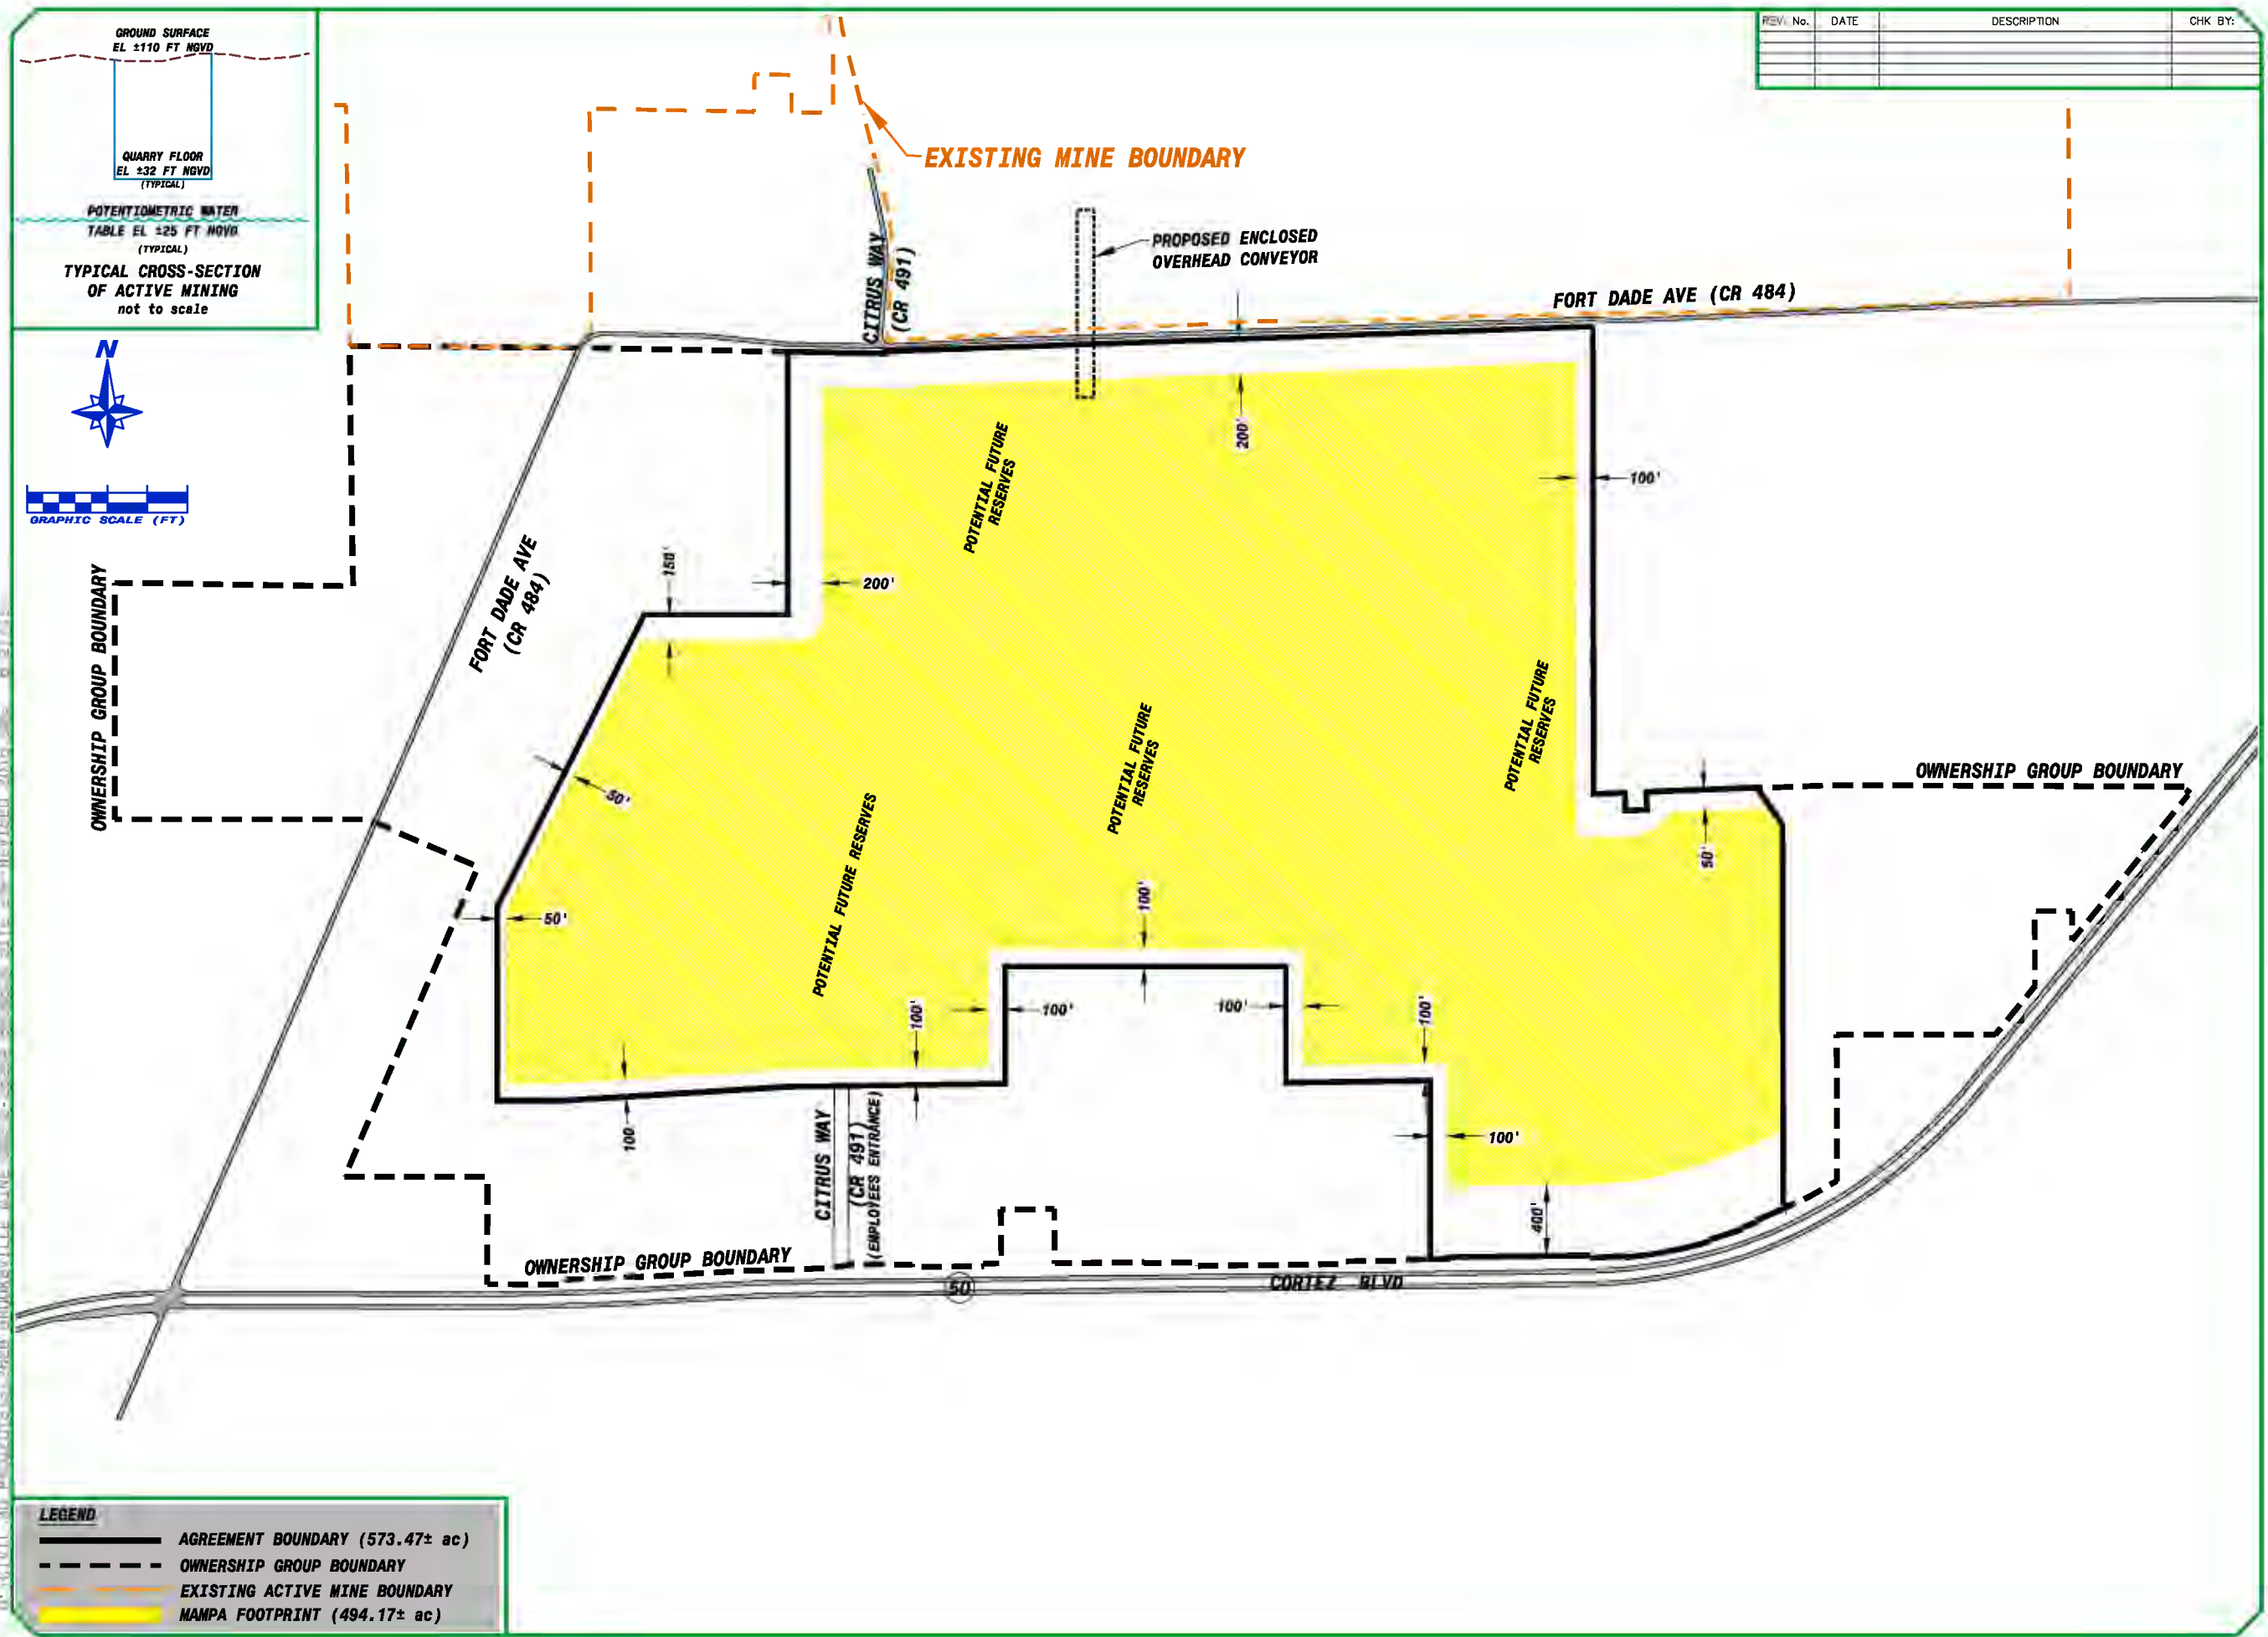 GROUND SURFACE
EL ±110 FT NGVD
QUARRY FLOOR
EL ±32 FT NGVD
(TYPICAL)
POTENTIOMETRIC WATER
TABLE EL ±25 FT NGVD
(TYPICAL)
TYPICAL CROSS-SECTION
OF ACTIVE MINING
not to scale
REV. No. DATE DESCRIPTION CHK BY:
EXISTING MINE BOUNDARY
PROPOSED ENCLOSED
OVERHEAD CONVEYOR
CITRUS WAY
(CR 491)
FORT DADE AVE (CR 484)
N
GRAPHIC SCALE (FT)
FORT DADE AVE
(CR 484)
OWNERSHIP GROUP BOUNDARY
150'
200'
200'
100'
POTENTIAL FUTURE
RESERVES
POTENTIAL FUTURE
RESERVES
POTENTIAL FUTURE
RESERVES
POTENTIAL FUTURE RESERVES
50'
50'
50'
OWNERSHIP GROUP BOUNDARY
100'
100'
100'
100'
100'
100
100'
400'
CITRUS WAY
(CR 491)
(EMPLOYEES ENTRANCE)
OWNERSHIP GROUP BOUNDARY
50
CORTEZ BLVD
LEGEND
AGREEMENT BOUNDARY (573.47± ac)
OWNERSHIP GROUP BOUNDARY
EXISTING ACTIVE MINE BOUNDARY
MAMPA FOOTPRINT (494.17± ac)